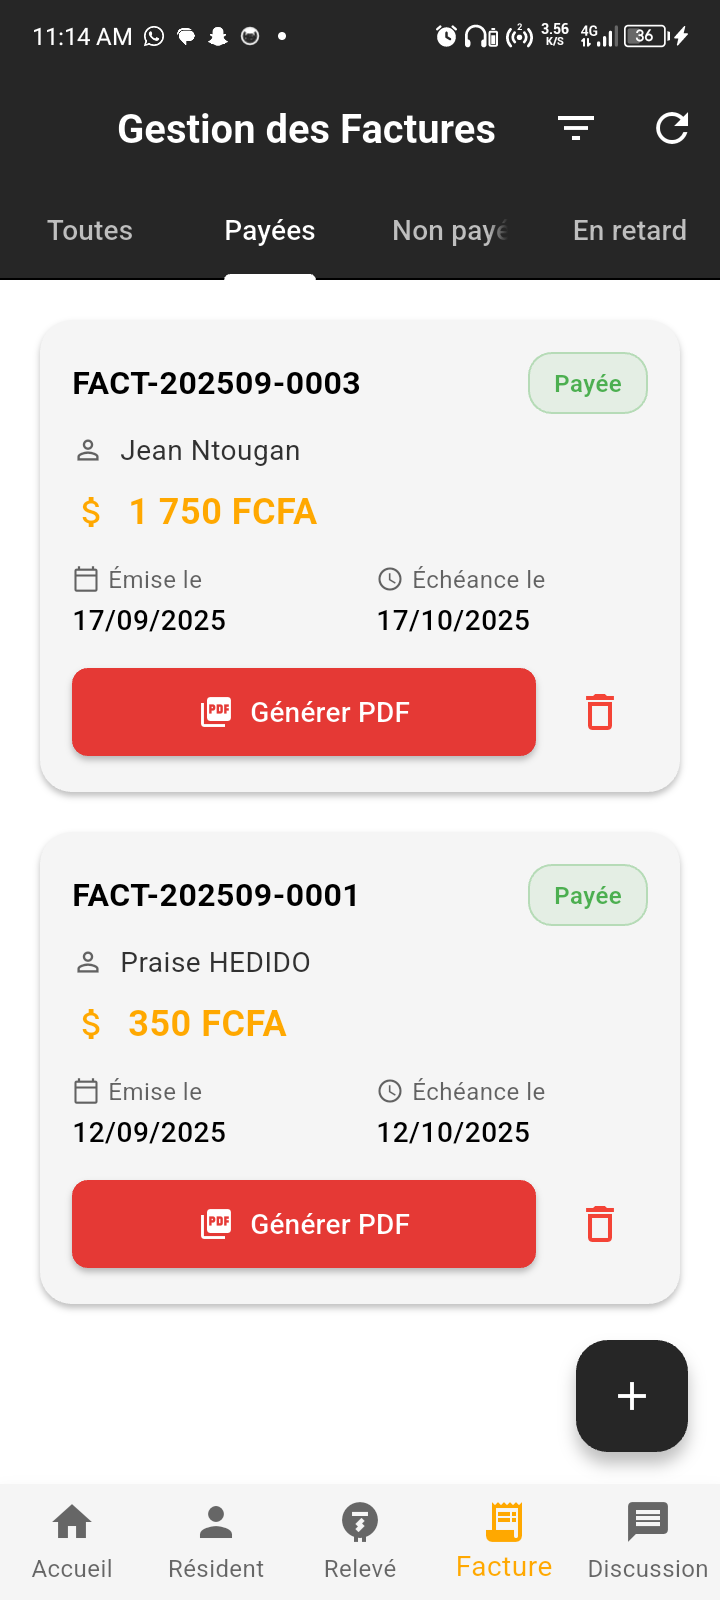 11:14 AM 2 3.56 K/S 4G 36
Gestion des Factures
Toutes Payées Non payé En retard
FACT-202509-0003 Payée
Jean Ntougan
$ 1 750 FCFA
Émise le Échéance le
17/09/2025 17/10/2025
PDF Générer PDF
FACT-202509-0001 Payée
Praise HEDIDO
$ 350 FCFA
Émise le Échéance le
12/09/2025 12/10/2025
PDF Générer PDF
+
Accueil Résident Relevé Facture Discussion